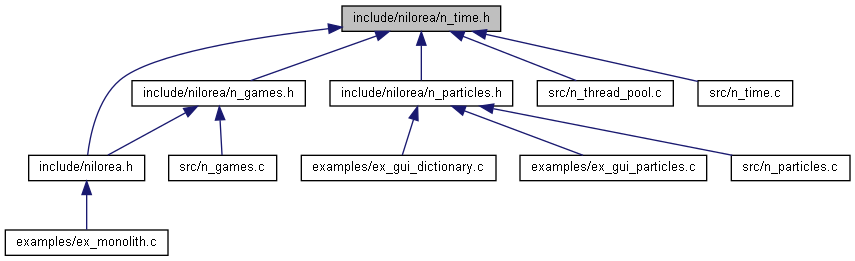 include/nilorea/n_time.h
include/nilorea/n_games.h
include/nilorea/n_particles.h
src/n_thread_pool.c
src/n_time.c
include/nilorea.h
src/n_games.c
examples/ex_gui_dictionary.c
examples/ex_gui_particles.c
src/n_particles.c
examples/ex_monolith.c